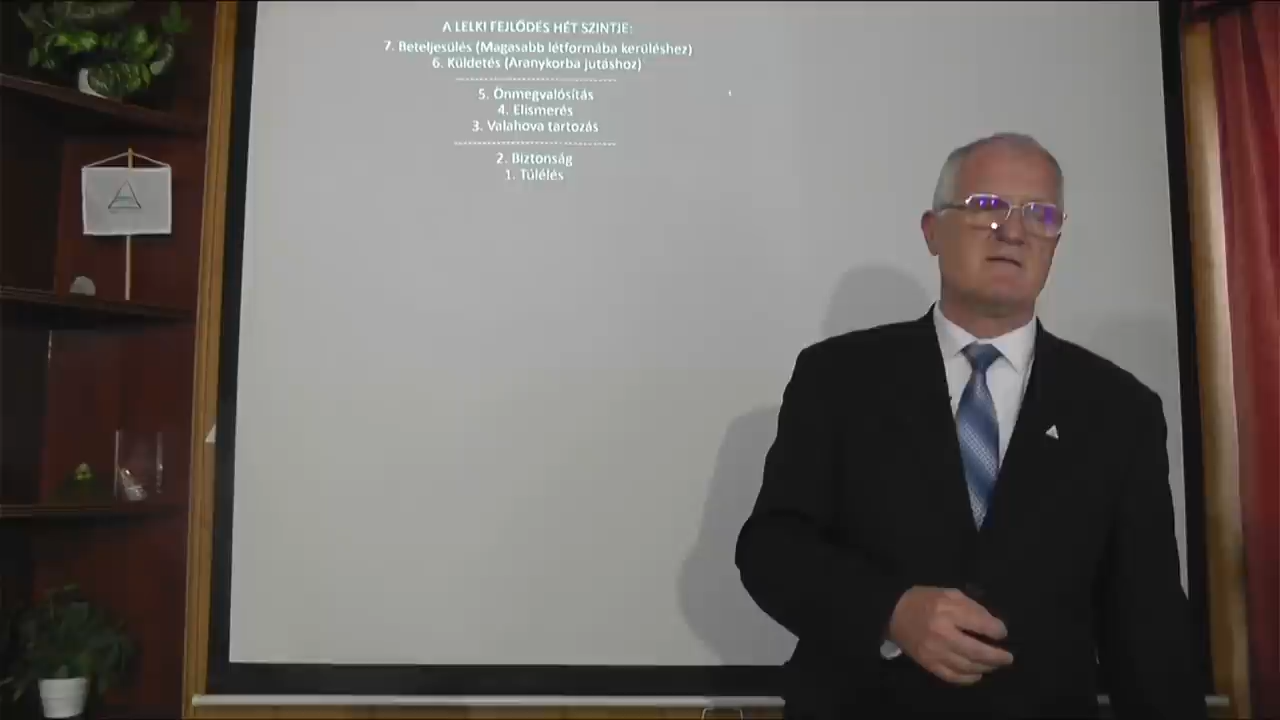 A LELKI FEJLŐDÉS HÉT SZINTJE:
7. Beteljesülés (Magasabb létformába kerüléshez)
6. Küldetés (Aranykorba jutáshoz)
5. Önmegvalósítás
4. Elismerés
3. Valahova tartozás
2. Biztonság
1. Túlélés